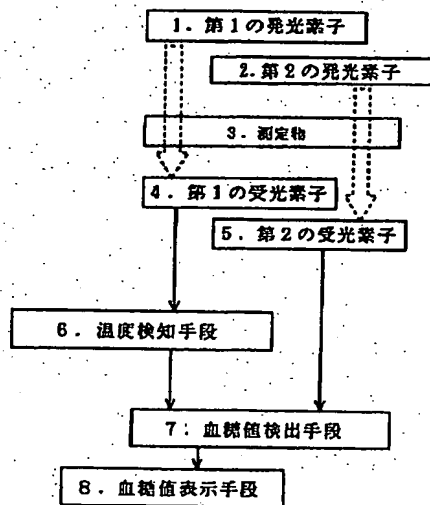 1. 第1の発光素子
2. 第2の発光素子
3. 測定物
4. 第1の受光素子
5. 第2の受光素子
6. 温度検知手段
7: 血糖値検出手段
8. 血糖値表示手段